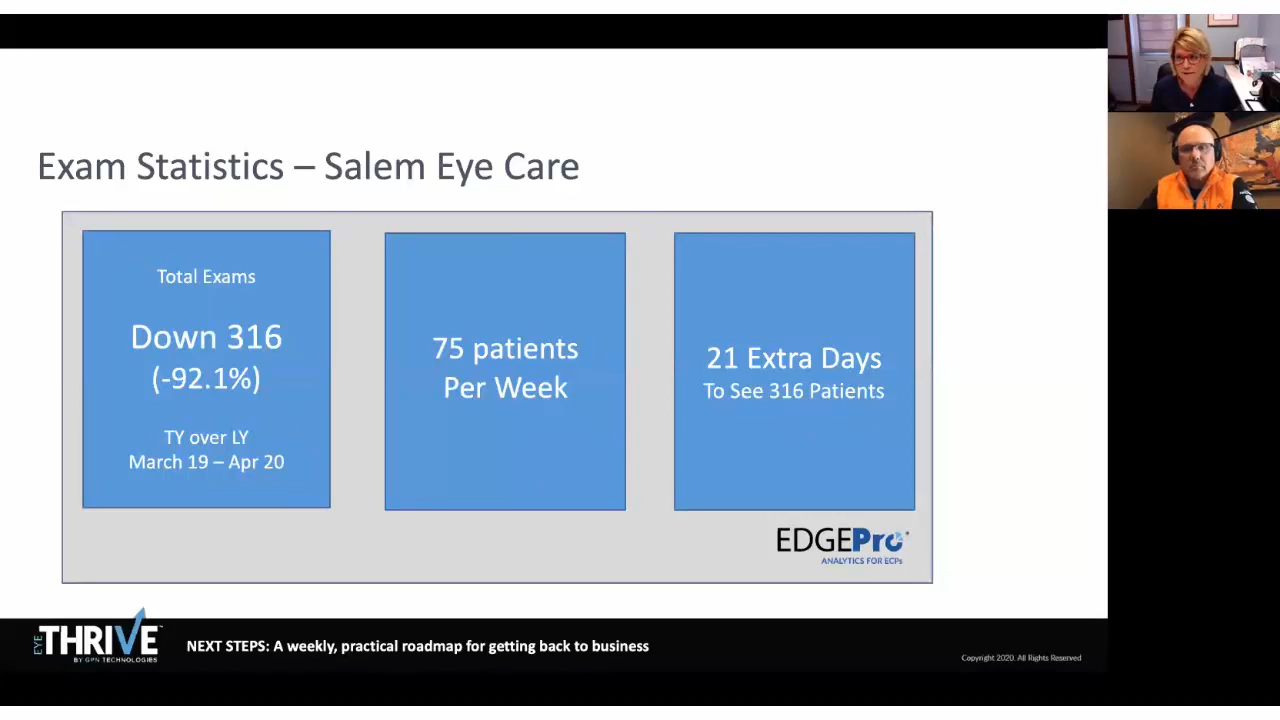 Exam Statistics – Salem Eye Care
Total Exams
Down 316
(-92.1%)
TY over LY
March 19 – Apr 20
75 patients
Per Week
21 Extra Days
To See 316 Patients
EDGEPro
ANALYTICS FOR ECPs
EYE THRIVE™
BY GPN TECHNOLOGIES
NEXT STEPS: A weekly, practical roadmap for getting back to business
Copyright 2020. All Rights Reserved